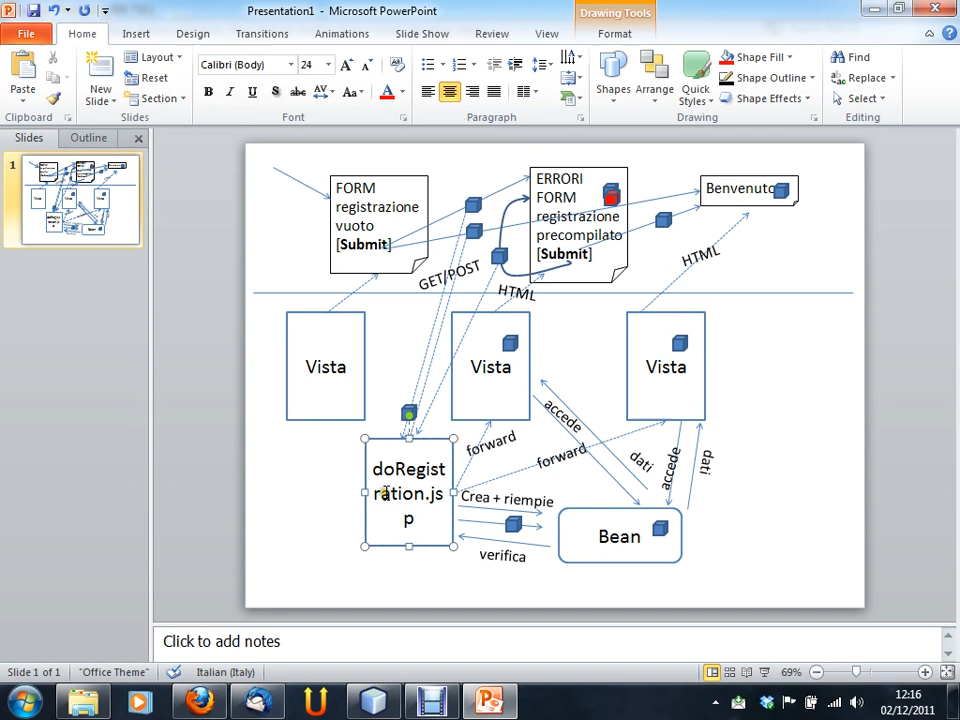 Presentation1 - Microsoft PowerPoint
Drawing Tools
File
Home
Insert
Design
Transitions
Animations
Slide Show
Review
View
Format
Paste
New
Slide
Layout
Reset
Section
Calibri (Body)
24
B I U S abc AV Aa A
Shapes
Arrange
Quick
Styles
Shape Fill
Shape Outline
Shape Effects
Find
Replace
Select
Clipboard
Slides
Font
Paragraph
Drawing
Editing
Slides
Outline
1
FORM
registrazione
vuoto
[Submit]
ERRORI
FORM
registrazione
precompilato
[Submit]
Benvenuto
GET/POST
HTML
HTML
Vista
Vista
Vista
accede
dati
accede
dati
forward
forward
doRegist
ration.js
p
Crea + riempie
verifica
Bean
Click to add notes
Slide 1 of 1
"Office Theme"
Italian (Italy)
69%
12:16
02/12/2011